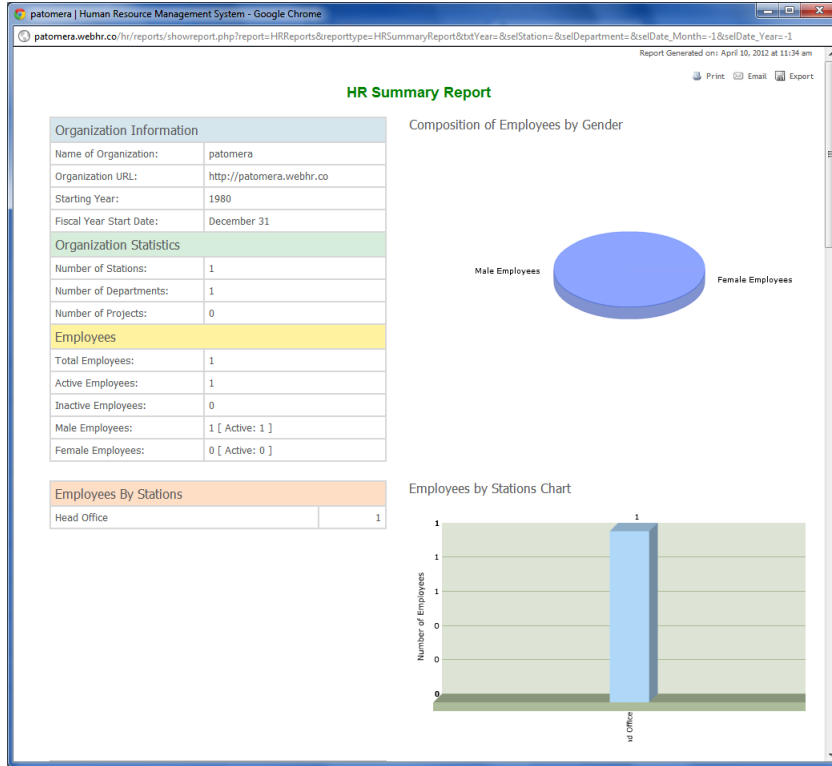 patomera | Human Resource Management System - Google Chrome
patomera.webhr.co/hr/reports/showreport.php?report=HRReports&reporttype=HRSummaryReport&txtYear=&selStation=&selDepartment=&selDate_Month=-1&selDate_Year=-1
Report Generated on: April 10, 2012 at 11:34 am
Print Email Export
HR Summary Report
Organization Information
Name of Organization: patomera
Organization URL: http://patomera.webhr.co
Starting Year: 1980
Fiscal Year Start Date: December 31
Organization Statistics
Number of Stations: 1
Number of Departments: 1
Number of Projects: 0
Employees
Total Employees: 1
Active Employees: 1
Inactive Employees: 0
Male Employees: 1 [ Active: 1 ]
Female Employees: 0 [ Active: 0 ]
Composition of Employees by Gender
Male Employees
Female Employees
Employees By Stations
Head Office 1
Employees by Stations Chart
1
1
1
1
0
0
0
Number of Employees
d Office